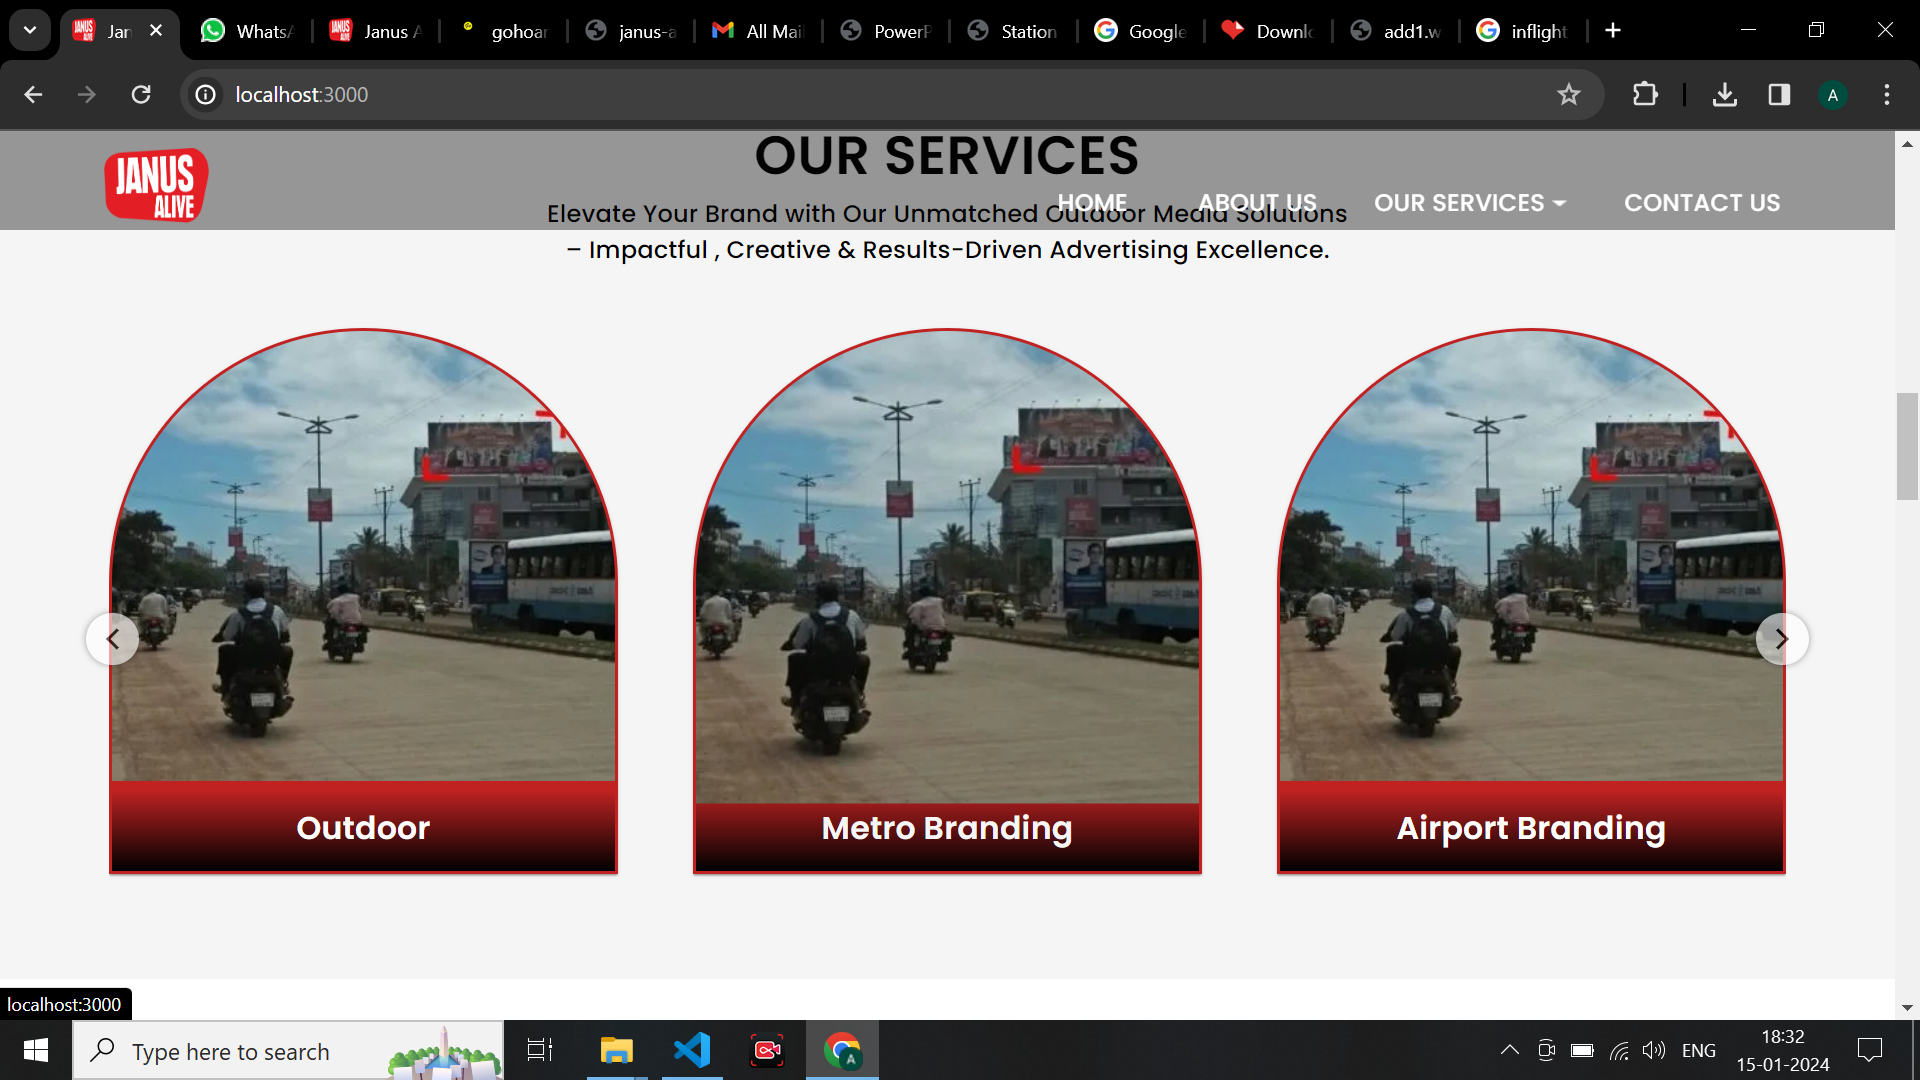 Jan
WhatsA
Janus A
gohoar
janus-a
All Mai
PowerP
Station
Google
Downlo
add1.w
inflight
localhost:3000
A
JANUS
ALIVE
OUR SERVICES
HOME
ABOUT US
OUR SERVICES
CONTACT US
Elevate Your Brand with Our Unmatched Outdoor Media Solutions
– Impactful , Creative & Results-Driven Advertising Excellence.
Outdoor
Metro Branding
Airport Branding
localhost:3000
Type here to search
A
ENG
18:32
15-01-2024